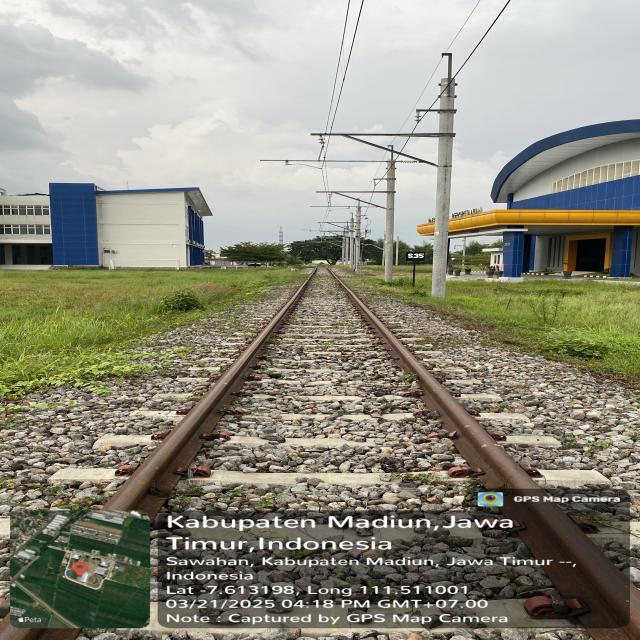 S.35
GPS Map Camera
Kabupaten Madiun,Jawa
Timur,Indonesia
Sawahan, Kabupaten Madiun, Jawa Timur --,
Indonesia
Lat -7,613198, Long 111,511001
03/21/2025 04:18 PM GMT+07.00
Note : Captured by GPS Map Camera
Peta